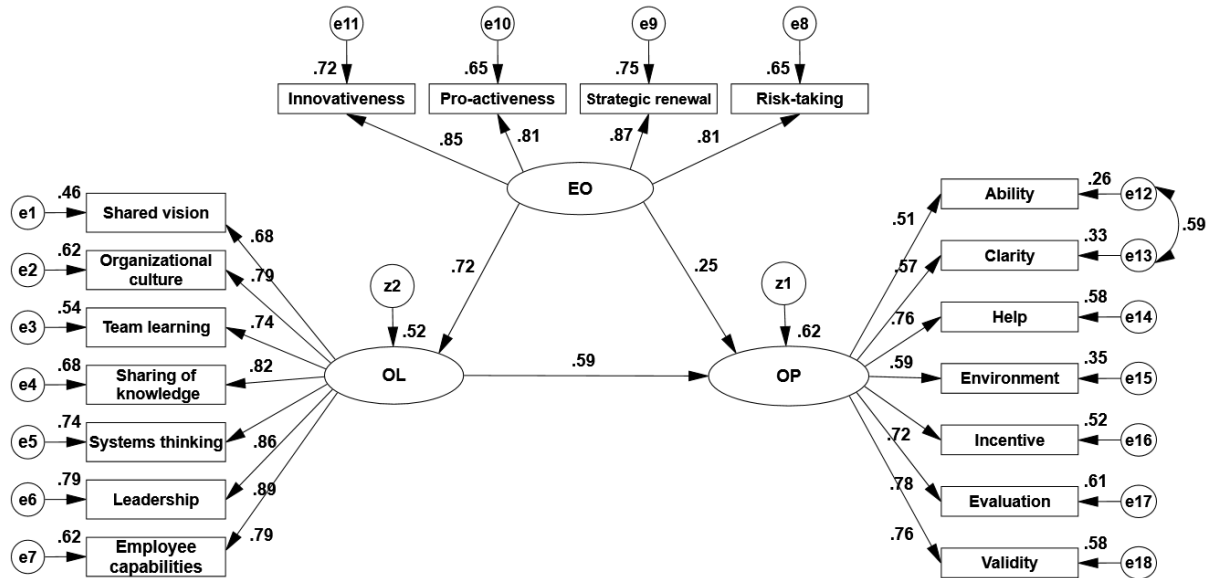 e11
e10
e9
e8
.72
.65
.75
.65
Innovativeness
Pro-activeness
Strategic renewal
Risk-taking
.85
.81
.87
.81
EO
.72
.25
e1
.46
Shared vision
.68
e2
.62
Organizational
culture
.79
e3
.54
Team learning
.74
e4
.68
Sharing of
knowledge
.82
e5
.74
Systems thinking
.86
e6
.79
Leadership
.89
e7
.62
Employee
capabilities
.79
z2
.52
OL
.59
z1
.62
OP
.51
Ability
.26
e12
.59
.57
Clarity
.33
e13
.76
Help
.58
e14
.59
Environment
.35
e15
.72
Incentive
.52
e16
.78
Evaluation
.61
e17
.76
Validity
.58
e18